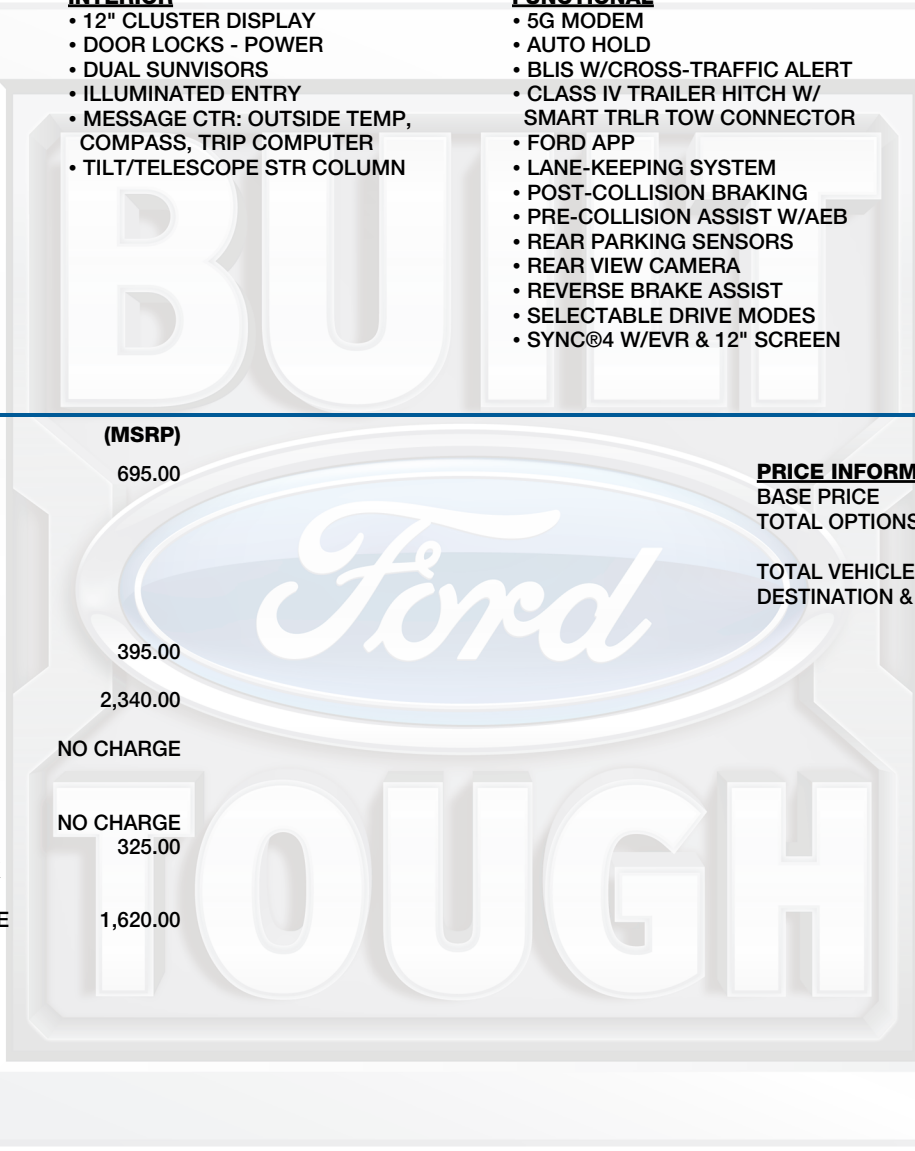 INTERIOR
• 12" CLUSTER DISPLAY
• DOOR LOCKS - POWER
• DUAL SUNVISORS
• ILLUMINATED ENTRY
• MESSAGE CTR: OUTSIDE TEMP,
COMPASS, TRIP COMPUTER
• TILT/TELESCOPE STR COLUMN
FUNCTIONAL
• 5G MODEM
• AUTO HOLD
• BLIS W/CROSS-TRAFFIC ALERT
• CLASS IV TRAILER HITCH W/
SMART TRLR TOW CONNECTOR
• FORD APP
• LANE-KEEPING SYSTEM
• POST-COLLISION BRAKING
• PRE-COLLISION ASSIST W/AEB
• REAR PARKING SENSORS
• REAR VIEW CAMERA
• REVERSE BRAKE ASSIST
• SELECTABLE DRIVE MODES
• SYNC®4 W/EVR & 12" SCREEN
BUILT
(MSRP)
695.00
395.00
2,340.00
NO CHARGE
NO CHARGE
325.00
E 1,620.00
Ford
TOUGH
PRICE INFORM
BASE PRICE
TOTAL OPTIONS
TOTAL VEHICLE
DESTINATION &